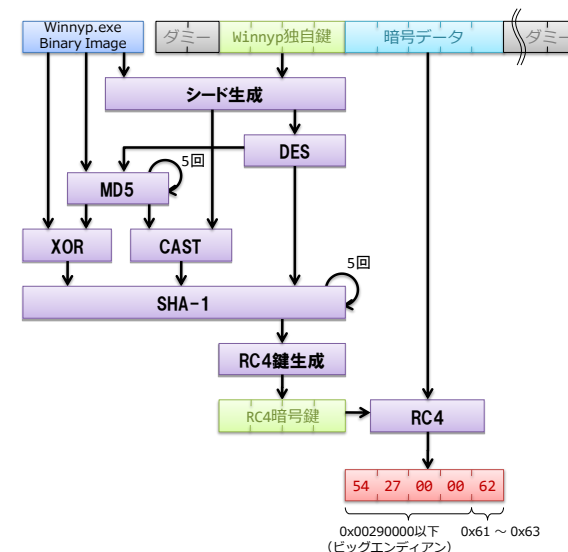 Winnyp.exe
Binary Image
ダミー
Winnyp独自鍵
暗号データ
ダミー
シード生成
DES
5回
MD5
XOR
CAST
5回
SHA-1
RC4鍵生成
RC4暗号鍵
RC4
54 27 00 00 62
0x00290000以下
(ビッグエンディアン)
0x61 ~ 0x63